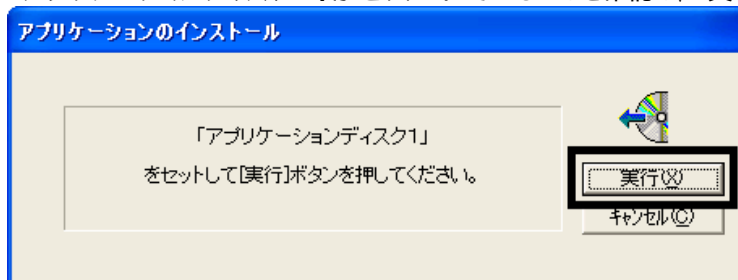 アプリケーションのインストール
「アプリケーションディスク1」
をセットして[実行]ボタンを押してください。
実行(X)
キャンセル(C)